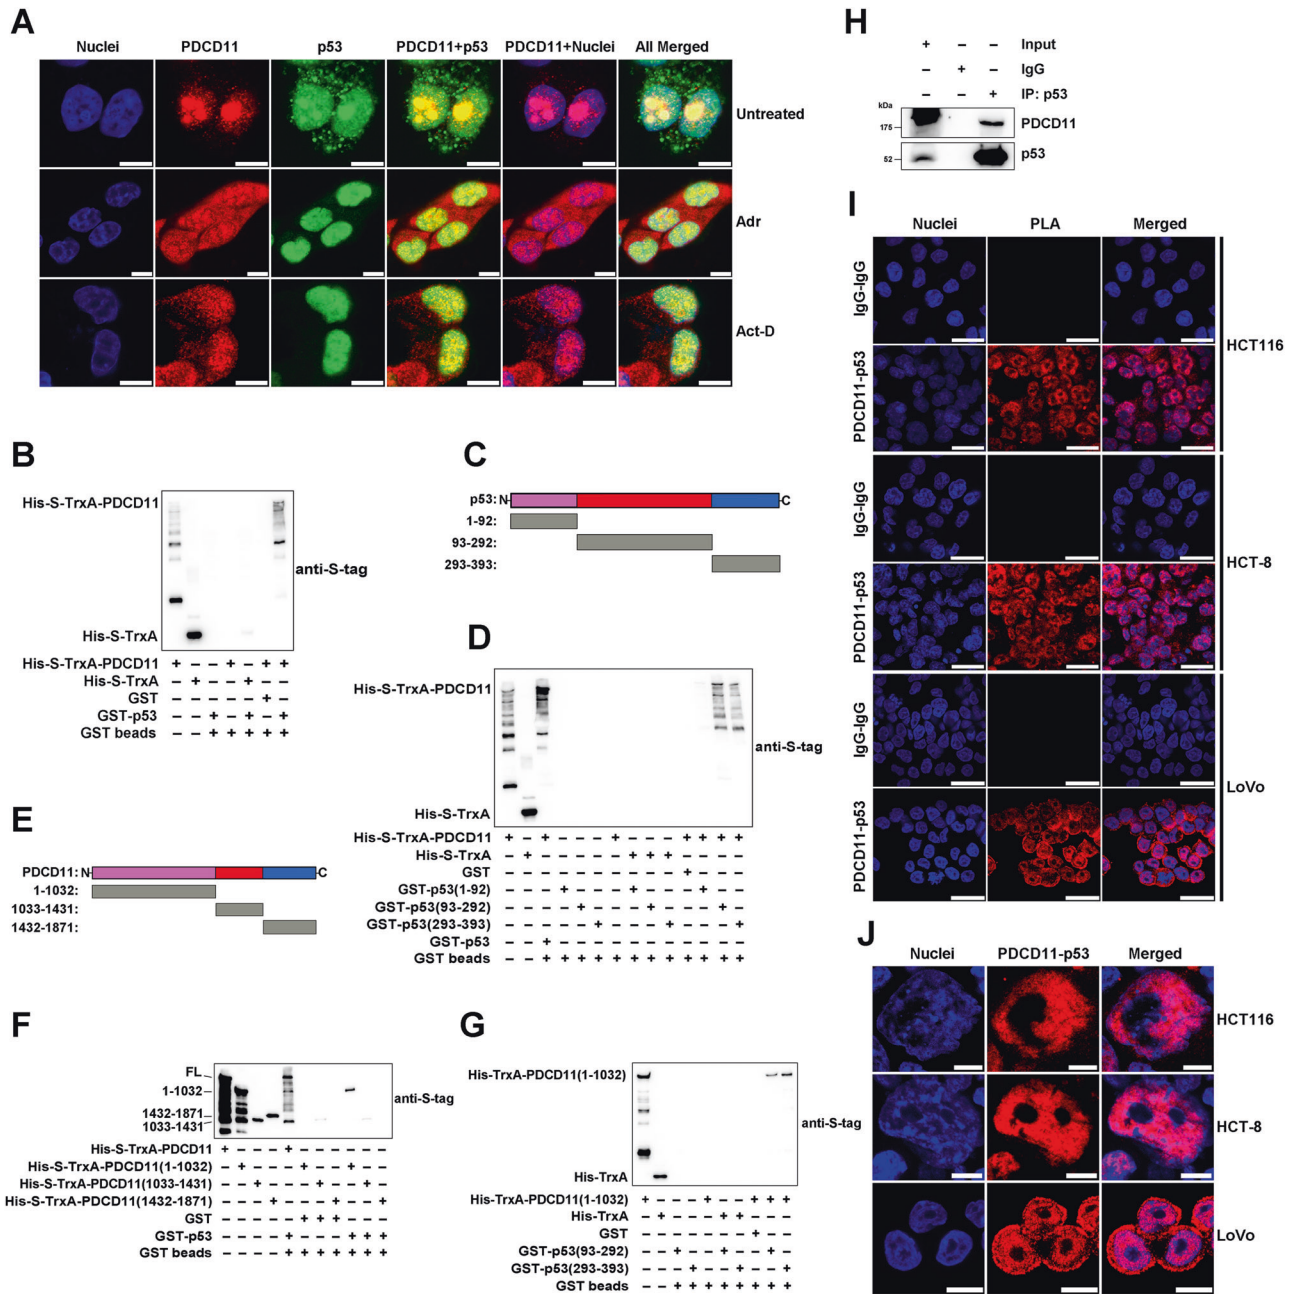 A
Nuclei PDCD11 p53 PDCD11+p53 PDCD11+Nuclei All Merged
Untreated
Adr
Act-D
B
His-S-TrxA-PDCD11
anti-S-tag
His-S-TrxA
His-S-TrxA-PDCD11 + – – + – + +
His-S-TrxA – + – – + – –
GST – – – – – + –
GST-p53 – – + – + – +
GST beads – – + + + + +
C
p53: N C
1-92:
93-292:
293-393:
D
His-S-TrxA-PDCD11
anti-S-tag
His-S-TrxA
His-S-TrxA-PDCD11 + – + – – – + – – – + + + +
His-S-TrxA – + – – – – – + + + – – – –
GST – – – – – – – – – – + – – –
GST-p53(1-92) – – – + – – – + – – – + – –
GST-p53(93-292) – – – – + – – – + – – – + –
GST-p53(293-393) – – – – – + – – – + – – – +
GST-p53 – – + – – – – – – – – – – –
GST beads – – + + + + + + + + + + + +
E
PDCD11: N C
1-1032:
1033-1431:
1432-1871:
F
FL
1-1032
1432-1871
1033-1431
anti-S-tag
His-S-TrxA-PDCD11 + – – – + – – – – – –
His-S-TrxA-PDCD11(1-1032) – + – – – + – – + – –
His-S-TrxA-PDCD11(1033-1431) – – + – – – + – – + –
His-S-TrxA-PDCD11(1432-1871) – – – + – – – + – – +
GST – – – – – + + + – – –
GST-p53 – – – – + – – – + + +
GST beads – – – – + + + + + + +
G
His-TrxA-PDCD11(1-1032)
anti-S-tag
His-TrxA
His-TrxA-PDCD11(1-1032) + – – – + – – + + +
His-TrxA – + – – – + + – – –
GST – – – – – – – + – –
GST-p53(93-292) – – + – – + – – + –
GST-p53(293-393) – – – + – – + – – +
GST beads – – + + + + + + + +
H
+ – – Input
– + – IgG
– – + IP: p53
kDa
175 PDCD11
52 p53
I
Nuclei PLA Merged
IgG-IgG
PDCD11-p53
HCT116
IgG-IgG
PDCD11-p53
HCT-8
IgG-IgG
PDCD11-p53
LoVo
J
Nuclei PDCD11-p53 Merged
HCT116
HCT-8
LoVo